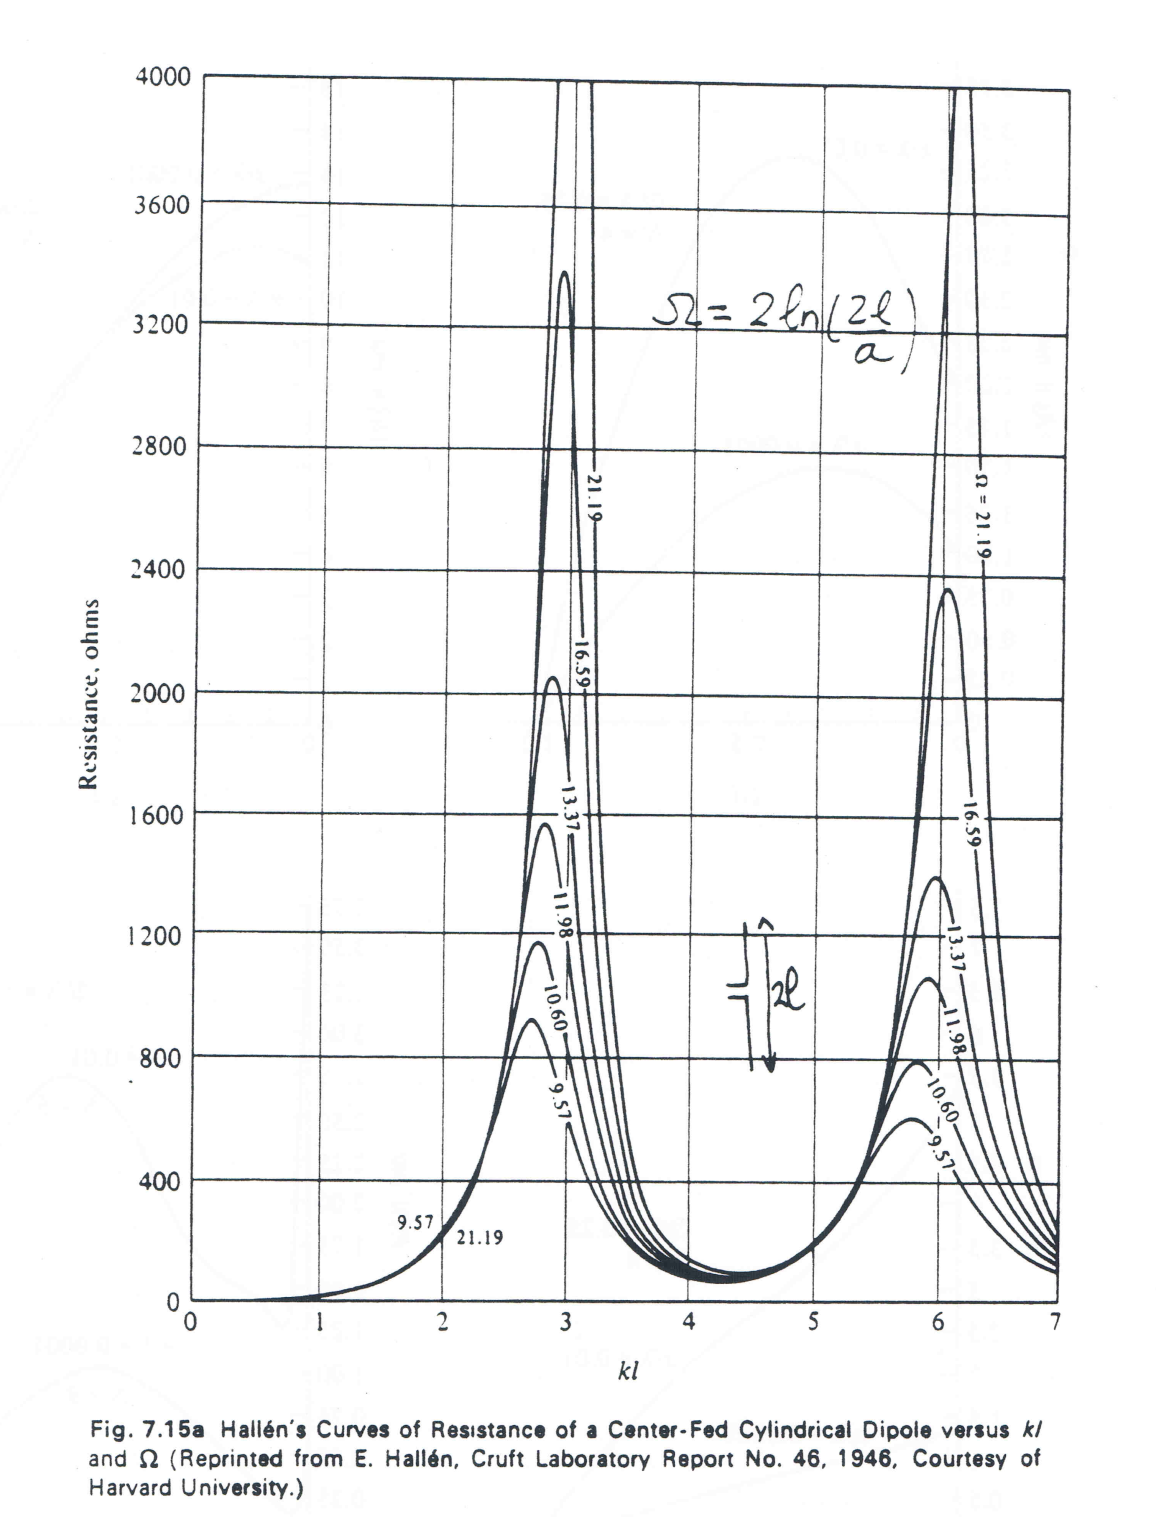 4000
3600
3200
2800
2400
2000
1600
1200
800
400
0
Resistance, ohms
Ω = 2 ln(2l/a)
21.19
16.59
13.37
11.98
10.60
9.57
Ω = 21.19
16.59
13.37
11.98
10.60
9.57
2l
9.57
21.19
0 1 2 3 4 5 6 7
kl
Fig. 7.15a Hallén's Curves of Resistance of a Center-Fed Cylindrical Dipole versus kl
and Ω (Reprinted from E. Hallén, Cruft Laboratory Report No. 46, 1946, Courtesy of
Harvard University.)